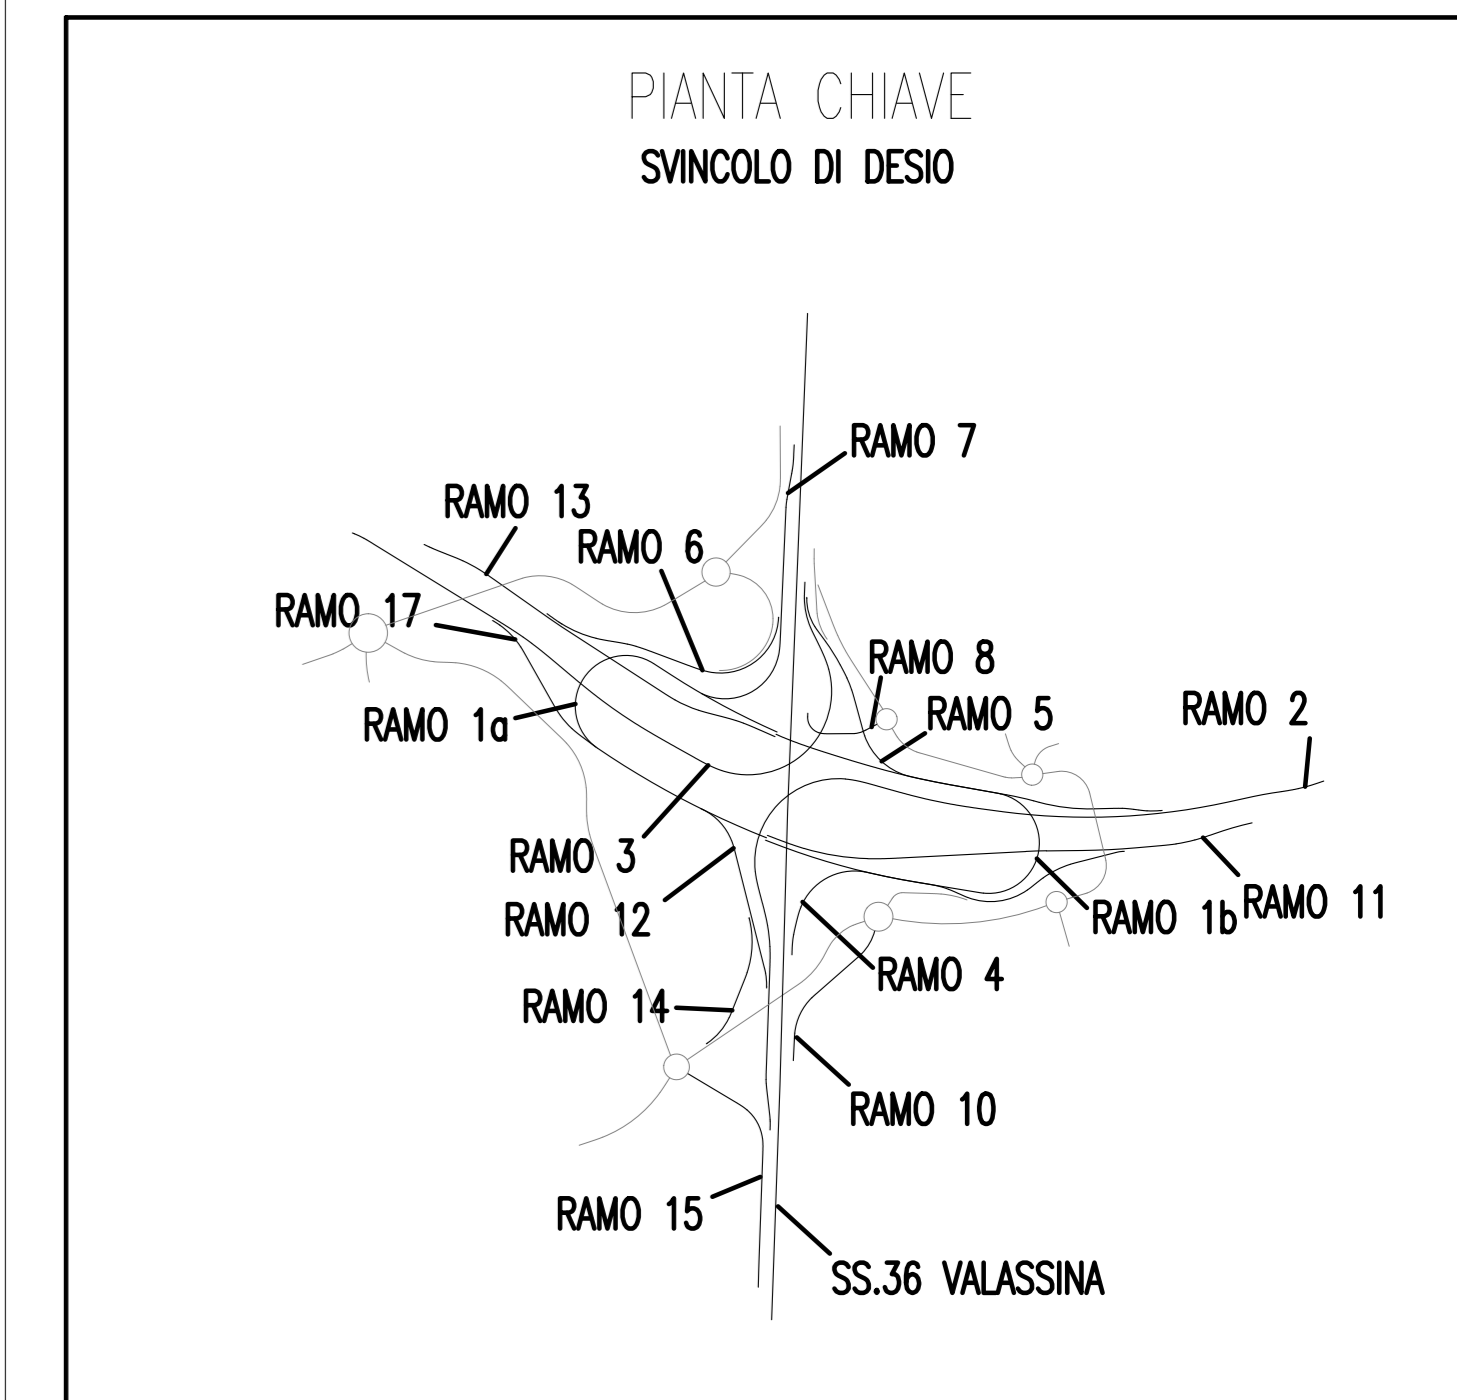 PIANTA CHIAVE
SVINCOLO DI DESIO
RAMO 7
RAMO 13
RAMO 6
RAMO 17
RAMO 8
RAMO 5
RAMO 2
RAMO 1a
RAMO 3
RAMO 12
RAMO 11
RAMO 1b
RAMO 4
RAMO 14
RAMO 10
RAMO 15
SS.36 VALASSINA